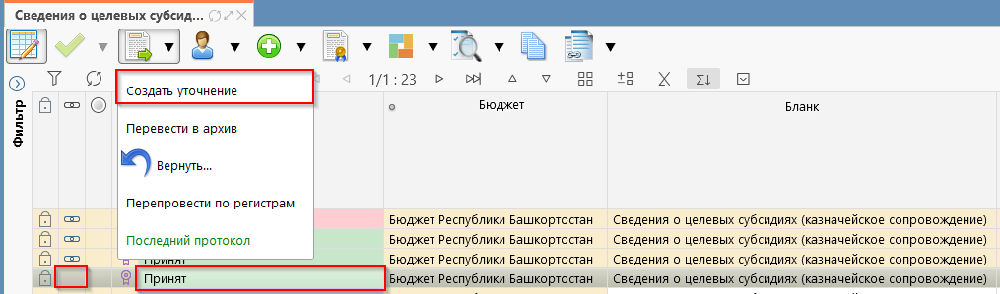 Сведения о целевых субсид...
1/1 : 23
Фильтр
Создать уточнение
Перевести в архив
Вернуть...
Перепровести по регистрам
Последний протокол
Бюджет
Бланк
Бюджет Республики Башкортостан Сведения о целевых субсидиях (казначейское сопровождение)
Бюджет Республики Башкортостан Сведения о целевых субсидиях (казначейское сопровождение)
Принят Бюджет Республики Башкортостан Сведения о целевых субсидиях (казначейское сопровождение)
Принят Бюджет Республики Башкортостан Сведения о целевых субсидиях (казначейское сопровождение)